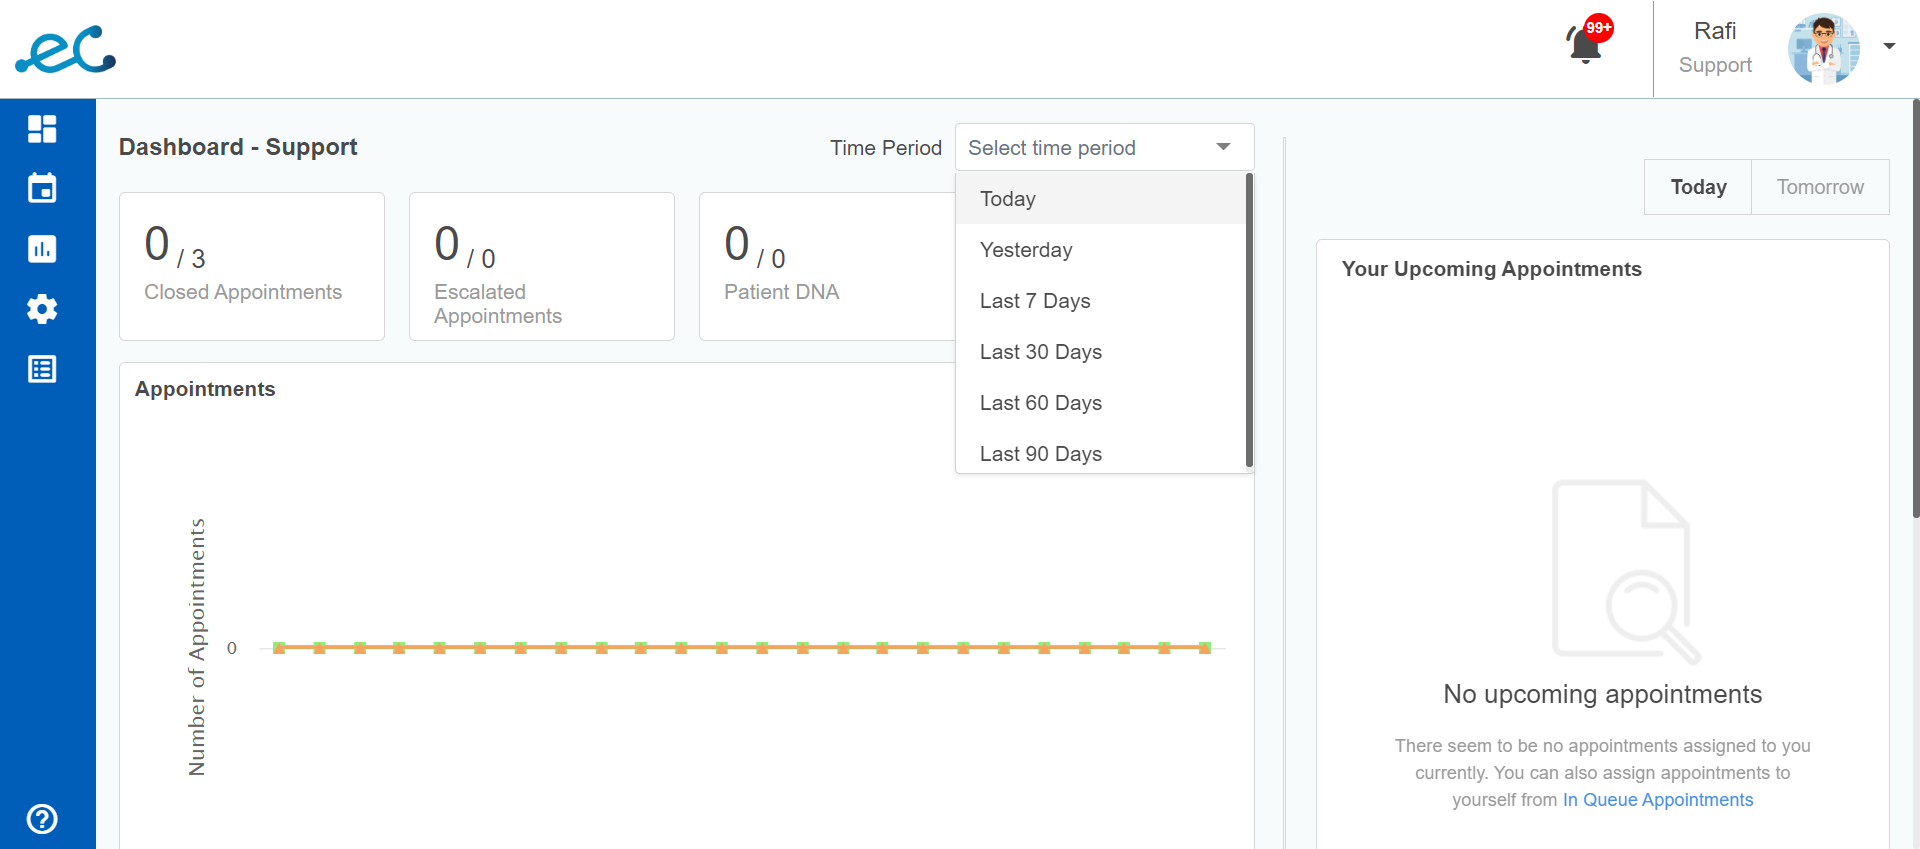 ec
99+
Rafi
Support
Dashboard - Support
Time Period
Select time period
Today
Yesterday
Last 7 Days
Last 30 Days
Last 60 Days
Last 90 Days
0 / 3
Closed Appointments
0 / 0
Escalated
Appointments
0 / 0
Patient DNA
Appointments
Number of Appointments
0
Today
Tomorrow
Your Upcoming Appointments
No upcoming appointments
There seem to be no appointments assigned to you
currently. You can also assign appointments to
yourself from In Queue Appointments